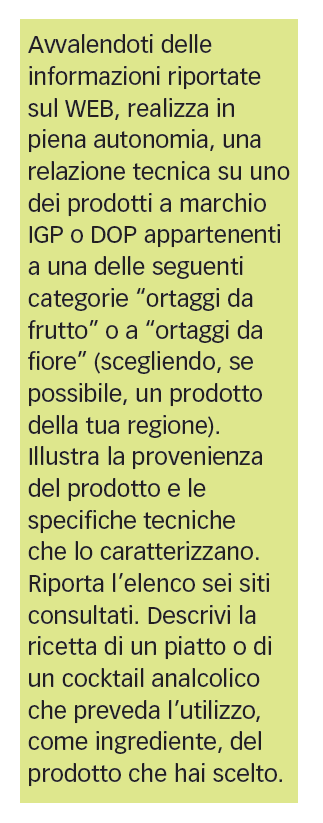 Avvalendoti delle
informazioni riportate
sul WEB, realizza in
piena autonomia, una
relazione tecnica su uno
dei prodotti a marchio
IGP o DOP appartenenti
a una delle seguenti
categorie “ortaggi da
frutto” o a “ortaggi da
fiore” (scegliendo, se
possibile, un prodotto
della tua regione).
Illustra la provenienza
del prodotto e le
specifiche tecniche
che lo caratterizzano.
Riporta l’elenco sei siti
consultati. Descrivi la
ricetta di un piatto o di
un cocktail analcolico
che preveda l’utilizzo,
come ingrediente, del
prodotto che hai scelto.